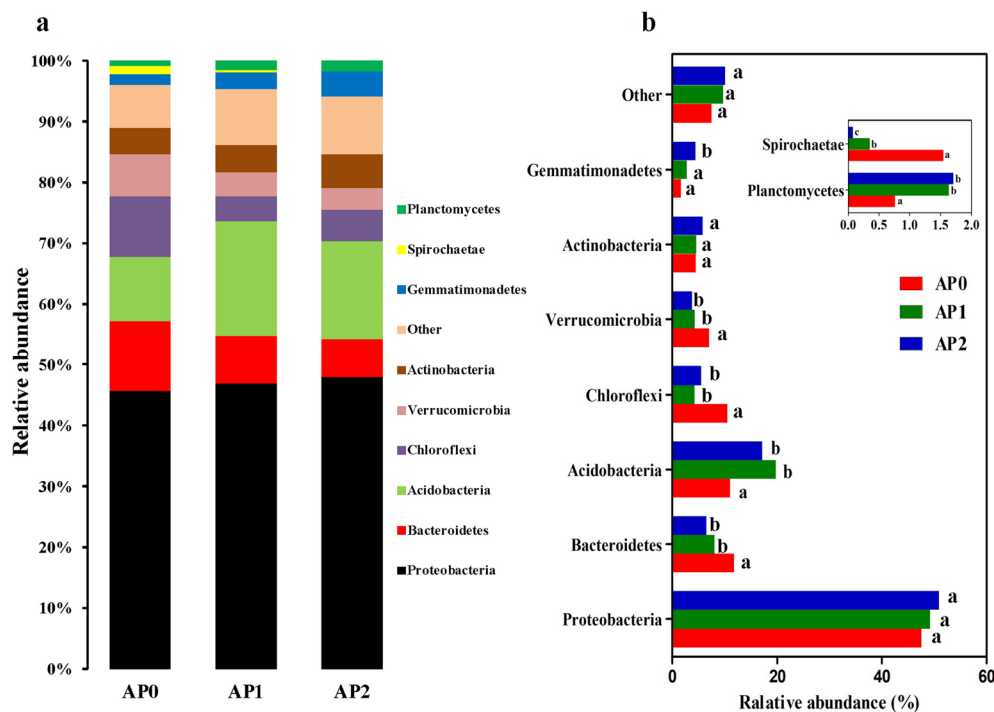 a
100%
90%
80%
70%
60%
50%
40%
30%
20%
10%
0%
Relative abundance
AP0 AP1 AP2
Planctomycetes
Spirochaetae
Gemmatimonadetes
Other
Actinobacteria
Verrucomicrobia
Chloroflexi
Acidobacteria
Bacteroidetes
Proteobacteria
b
Other
a
a
a
Gemmatimonadetes
b
a
a
Actinobacteria
a
a
a
Verrucomicrobia
b
b
a
Chloroflexi
b
b
a
Acidobacteria
b
b
a
Bacteroidetes
b
b
a
Proteobacteria
a
a
a
0 20 40 60
Ralative abundance (%)
Spirochaetae
c
b
a
Planctomycetes
b
b
a
0.0 0.5 1.0 1.5 2.0
AP0
AP1
AP2